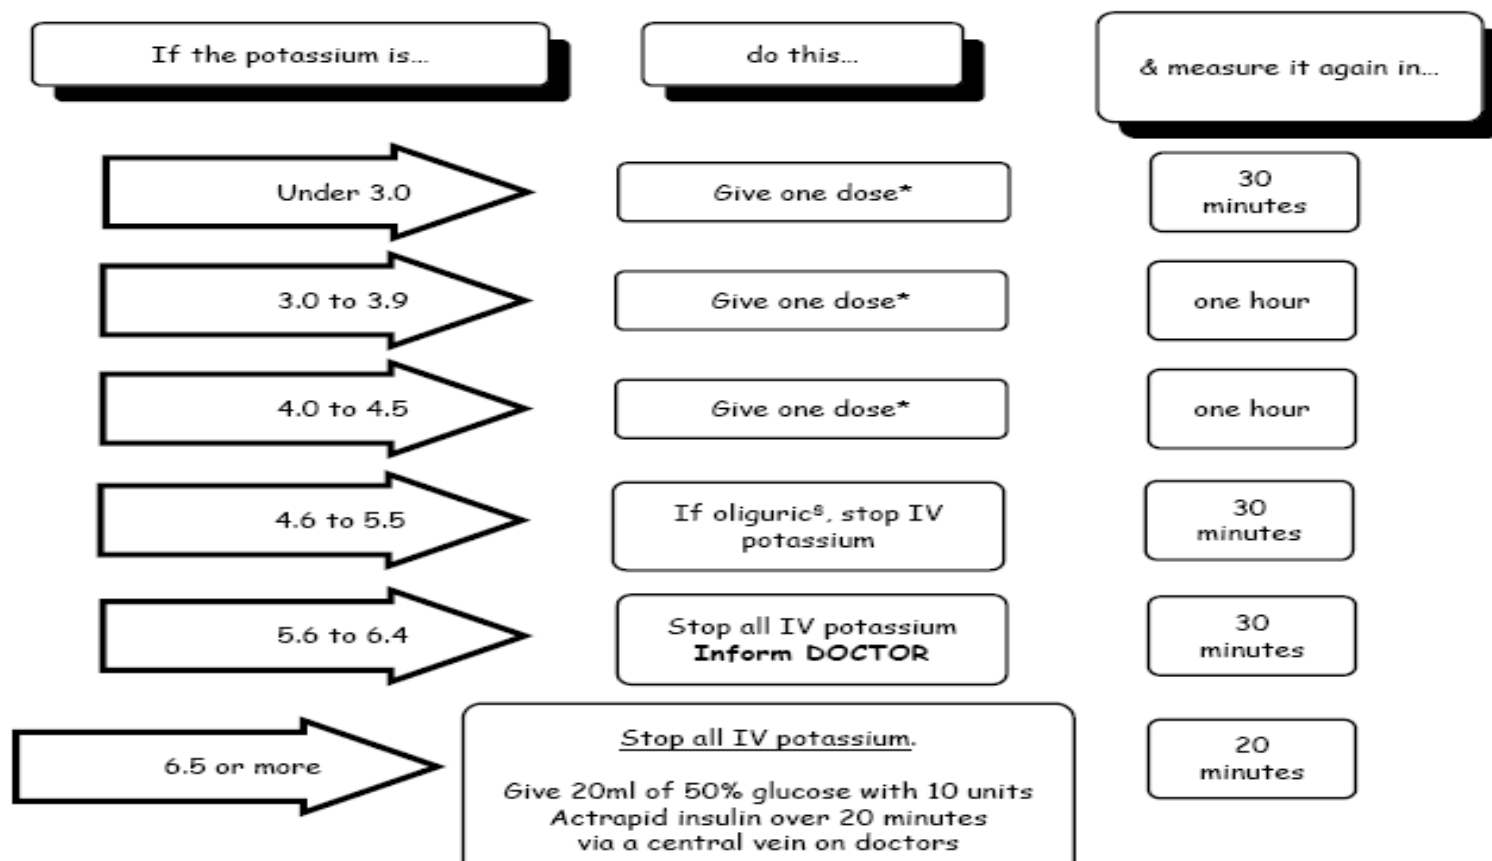 If the potassium is…
do this…
& measure it again in…
Under 3.0
Give one dose*
30
minutes
3.0 to 3.9
Give one dose*
one hour
4.0 to 4.5
Give one dose*
one hour
4.6 to 5.5
If oliguric§, stop IV
potassium
30
minutes
5.6 to 6.4
Stop all IV potassium
Inform DOCTOR
30
minutes
6.5 or more
Stop all IV potassium.
Give 20ml of 50% glucose with 10 units
Actrapid insulin over 20 minutes
via a central vein on doctors
20
minutes